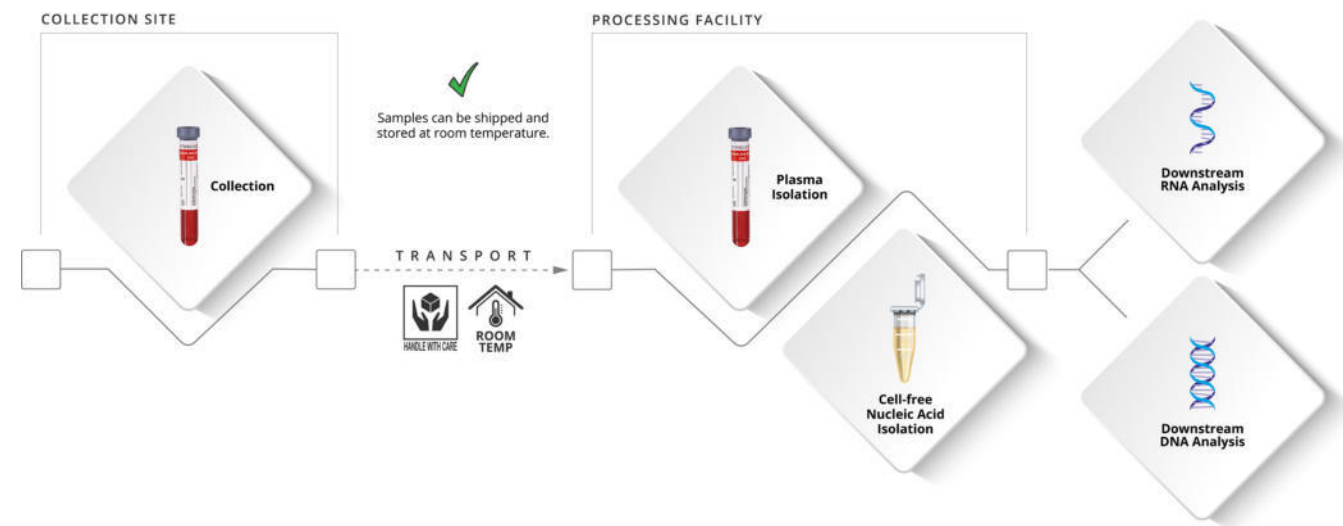 COLLECTION SITE
PROCESSING FACILITY
Samples can be shipped and
stored at room temperature.
Collection
Plasma
Isolation
Downstream
RNA Analysis
TRANSPORT
HANDLE WITH CARE
ROOM
TEMP
Cell-free
Nucleic Acid
Isolation
Downstream
DNA Analysis